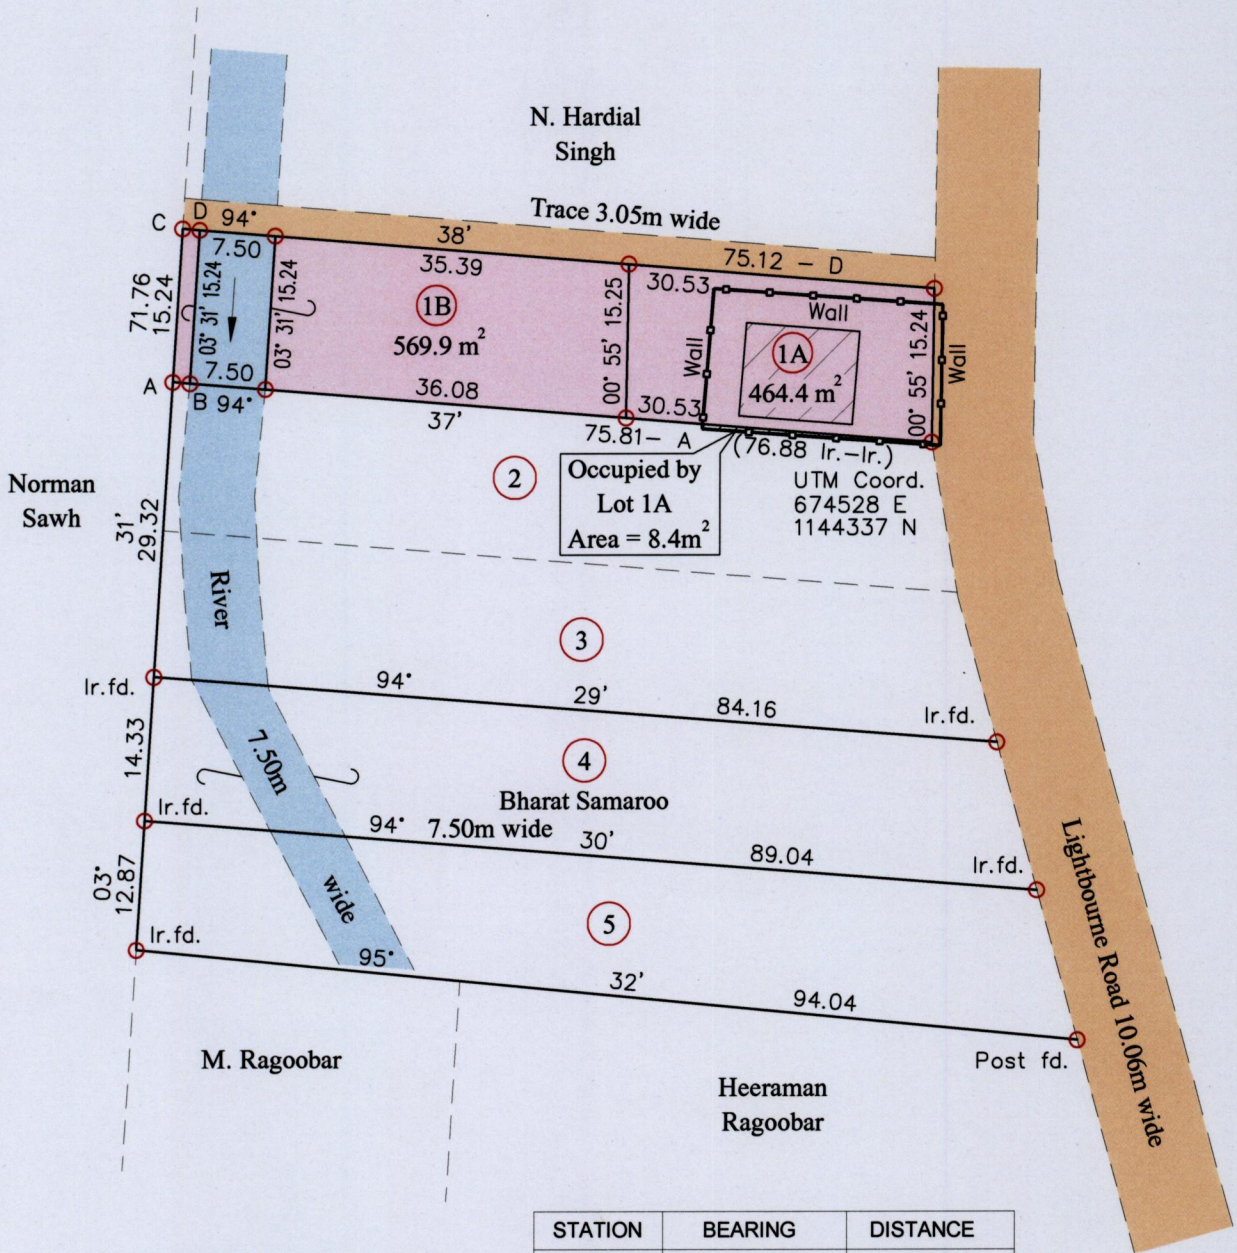 N. Hardial
Singh
Trace 3.05m wide
C
D
94°
38'
75.12 - D
7.50
35.39
30.53
71.76
15.24
03° 31' 15.24
03° 31' 15.24
1B
569.9 m²
00° 55' 15.25
Wall
Wall
1A
464.4 m²
00° 55' 15.24
Wall
7.50
36.08
30.53
A
B
94°
37'
75.81- A
(76.88 Ir.-Ir.)
Occupied by
Lot 1A
Area = 8.4m²
UTM Coord.
674528 E
1144337 N
2
Norman
Sawh
31'
29.32
River
3
Ir.fd.
94°
29'
84.16
Ir.fd.
14.33
7.50m
4
Bharat Samaroo
Ir.fd.
94°
7.50m wide
30'
89.04
Ir.fd.
03°
12.87
wide
5
Lightbourne Road 10.06m wide
Ir.fd.
95°
32'
94.04
Post fd.
M. Ragoobar
Heeraman
Ragoobar
STATION BEARING DISTANCE